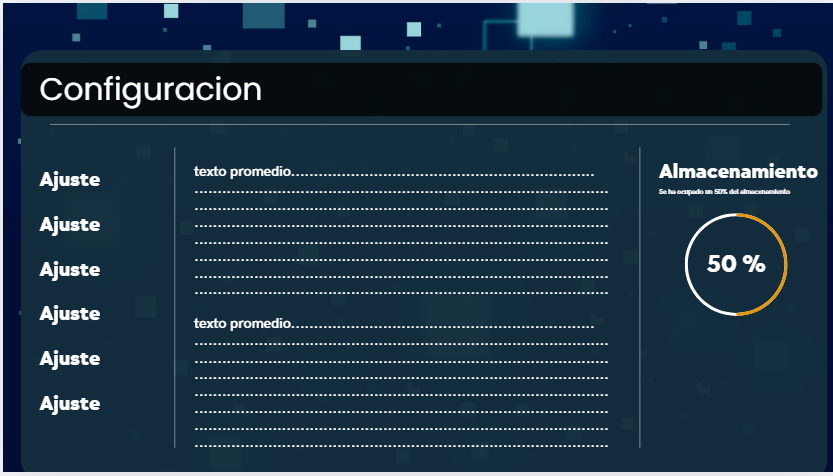 Configuracion
Ajuste
Ajuste
Ajuste
Ajuste
Ajuste
Ajuste
texto promedio.............................................................................
........................................................................................................
........................................................................................................
........................................................................................................
........................................................................................................
........................................................................................................
........................................................................................................
........................................................................................................
texto promedio.............................................................................
........................................................................................................
........................................................................................................
........................................................................................................
........................................................................................................
........................................................................................................
........................................................................................................
........................................................................................................
Almacenamiento
Se ha ocupado un 50% del almacenamiento
50 %